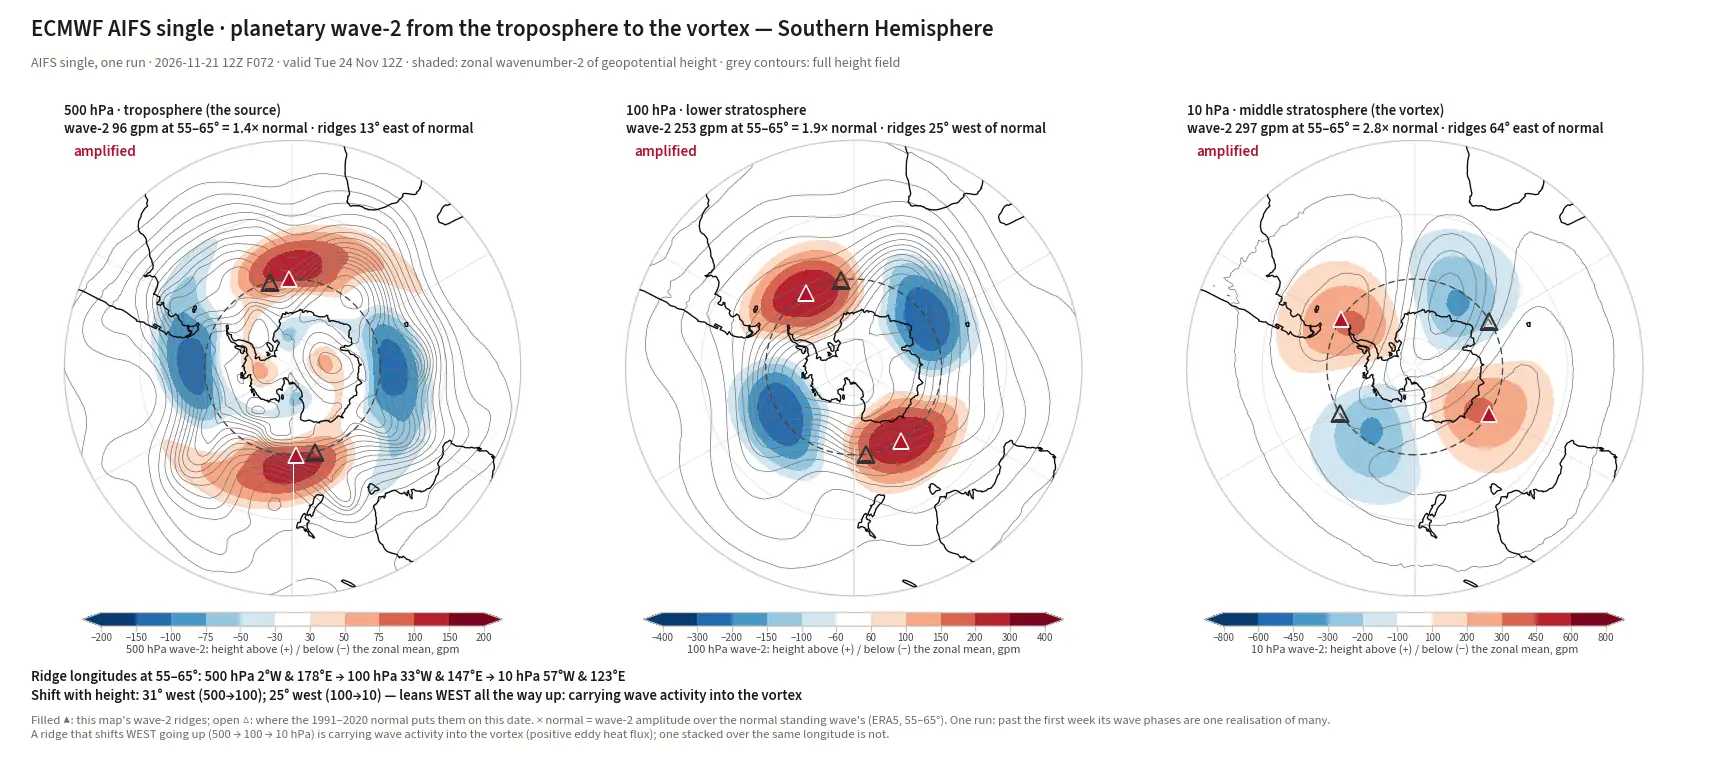 ECMWF AIFS single · planetary wave-2 from the troposphere to the vortex — Southern Hemisphere
AIFS single, one run · 2026-11-21 12Z F072 · valid Tue 24 Nov 12Z · shaded: zonal wavenumber-2 of geopotential height · grey contours: full height field
500 hPa · troposphere (the source)
wave-2 96 gpm at 55–65° = 1.4× normal · ridges 13° east of normal
amplified
100 hPa · lower stratosphere
wave-2 253 gpm at 55–65° = 1.9× normal · ridges 25° west of normal
amplified
10 hPa · middle stratosphere (the vortex)
wave-2 297 gpm at 55–65° = 2.8× normal · ridges 64° east of normal
amplified
−200 −150 −100 −75 −50 −30 30 50 75 100 150 200
500 hPa wave-2: height above (+) / below (−) the zonal mean, gpm
−400 −300 −200 −150 −100 −60 60 100 150 200 300 400
100 hPa wave-2: height above (+) / below (−) the zonal mean, gpm
−800 −600 −450 −300 −200 −100 100 200 300 450 600 800
10 hPa wave-2: height above (+) / below (−) the zonal mean, gpm
Ridge longitudes at 55–65°: 500 hPa 2°W & 178°E → 100 hPa 33°W & 147°E → 10 hPa 57°W & 123°E
Shift with height: 31° west (500→100); 25° west (100→10) — leans WEST all the way up: carrying wave activity into the vortex
Filled ▲: this map's wave-2 ridges; open △: where the 1991–2020 normal puts them on this date. × normal = wave-2 amplitude over the normal standing wave's (ERA5, 55–65°). One run: past the first week its wave phases are one realisation of many.
A ridge that shifts WEST going up (500 → 100 → 10 hPa) is carrying wave activity into the vortex (positive eddy heat flux); one stacked over the same longitude is not.